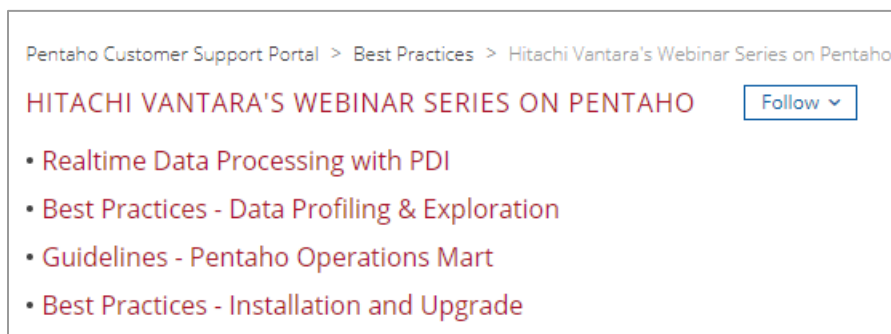 Pentaho Customer Support Portal > Best Practices > Hitachi Vantara's Webinar Series on Pentaho
HITACHI VANTARA'S WEBINAR SERIES ON PENTAHO Follow
• Realtime Data Processing with PDI
• Best Practices - Data Profiling & Exploration
• Guidelines - Pentaho Operations Mart
• Best Practices - Installation and Upgrade